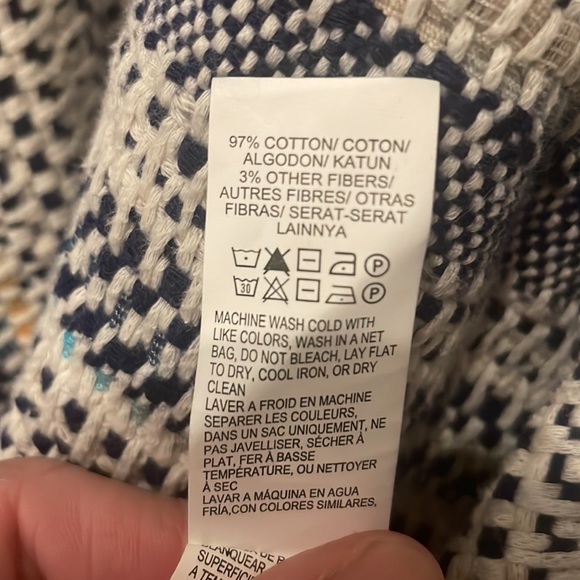 97% COTTON/ COTON/
ALGODON/ KATUN
3% OTHER FIBERS/
AUTRES FIBRES/ OTRAS
FIBRAS/ SERAT-SERAT
LAINNYA
P
30 P
MACHINE WASH COLD WITH
LIKE COLORS, WASH IN A NET
BAG, DO NOT BLEACH, LAY FLAT
TO DRY, COOL IRON, OR DRY
CLEAN
LAVER A FROID EN MACHINE
SEPARER LES COULEURS,
DANS UN SAC UNIQUEMENT, NE
PAS JAVELLISER, SÉCHER À
PLAT, FER À BASSE
TEMPÉRATURE, OU NETTOYER
À SEC
LAVAR A MÁQUINA EN AGUA
FRÍA,CON COLORES SIMILARES,
BLANQUEAR
SUPERFICI